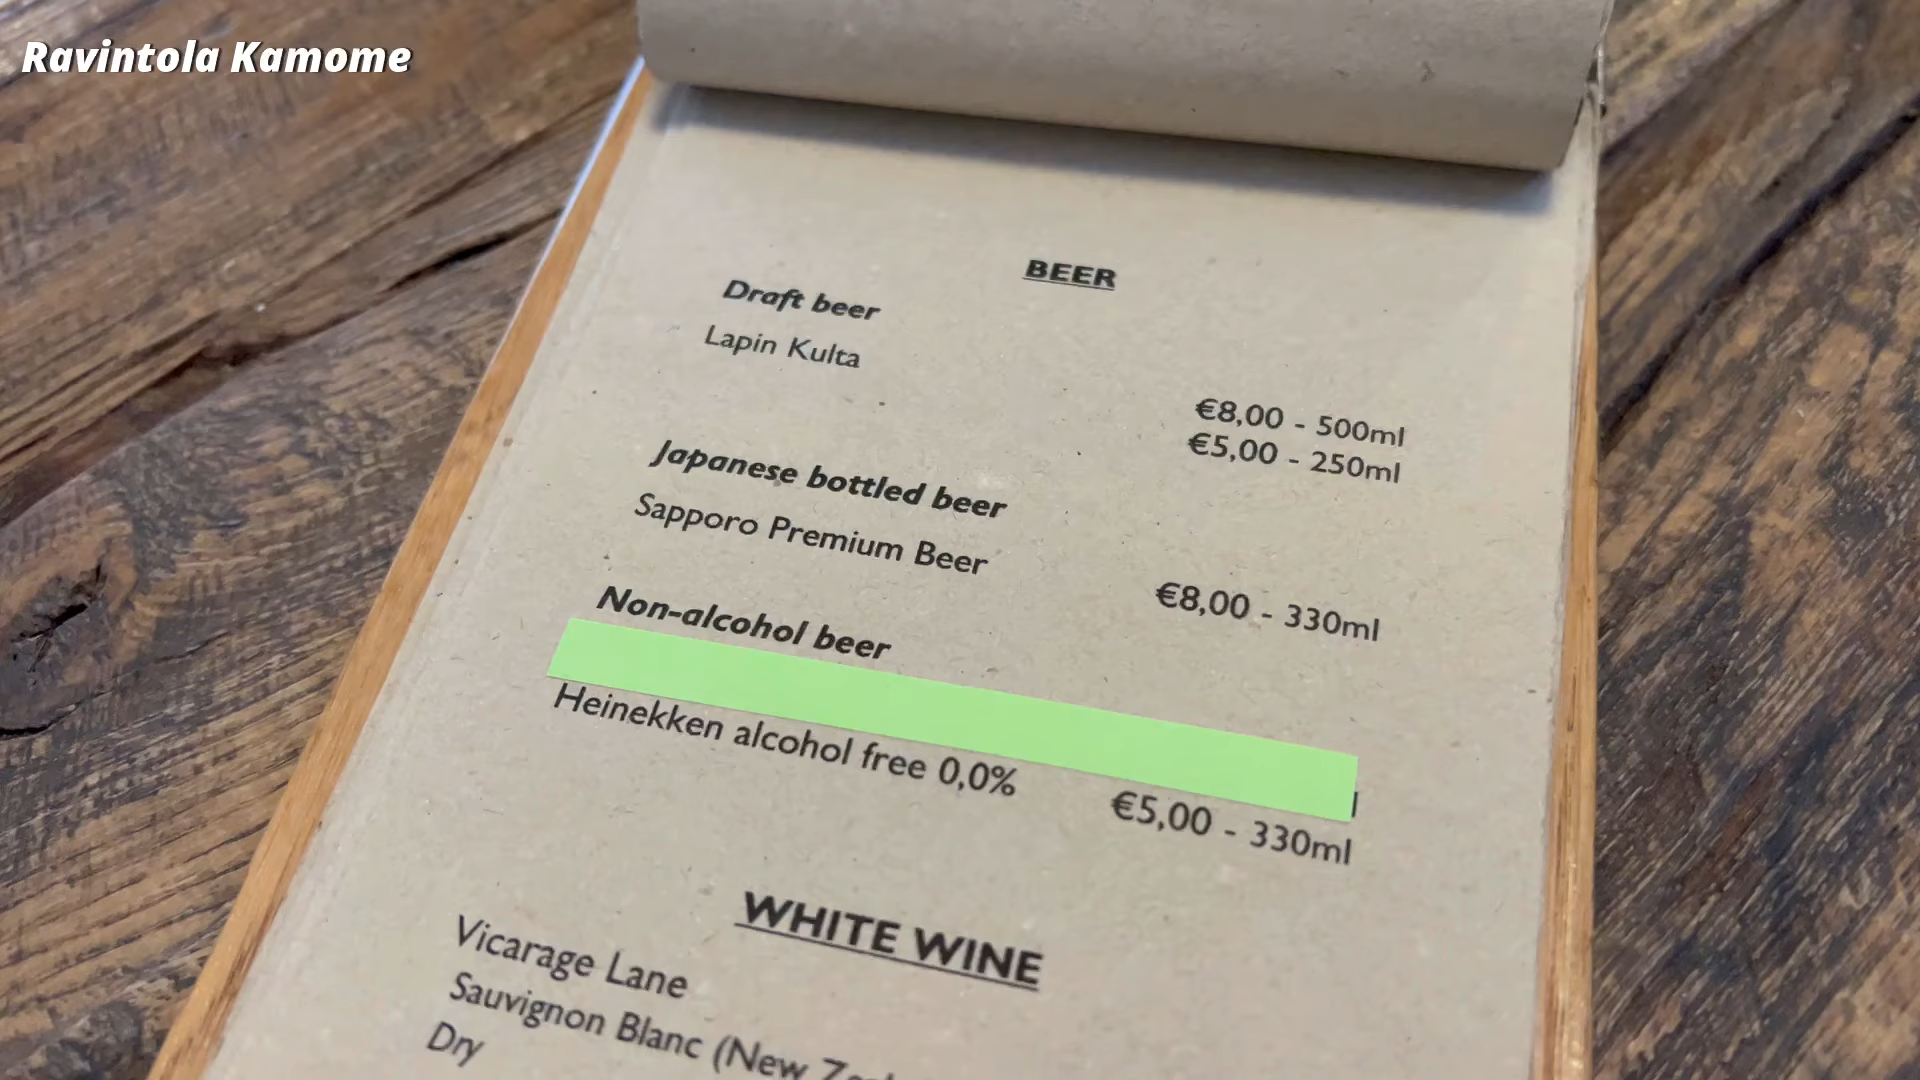 Ravintola Kamome
BEER
Draft beer
Lapin Kulta
€8,00 - 500ml
€5,00 - 250ml
Japanese bottled beer
Sapporo Premium Beer
€8,00 - 330ml
Non-alcohol beer
Heinekken alcohol free 0,0%
€5,00 - 330ml
WHITE WINE
Vicarage Lane
Sauvignon Blanc (New
Dry